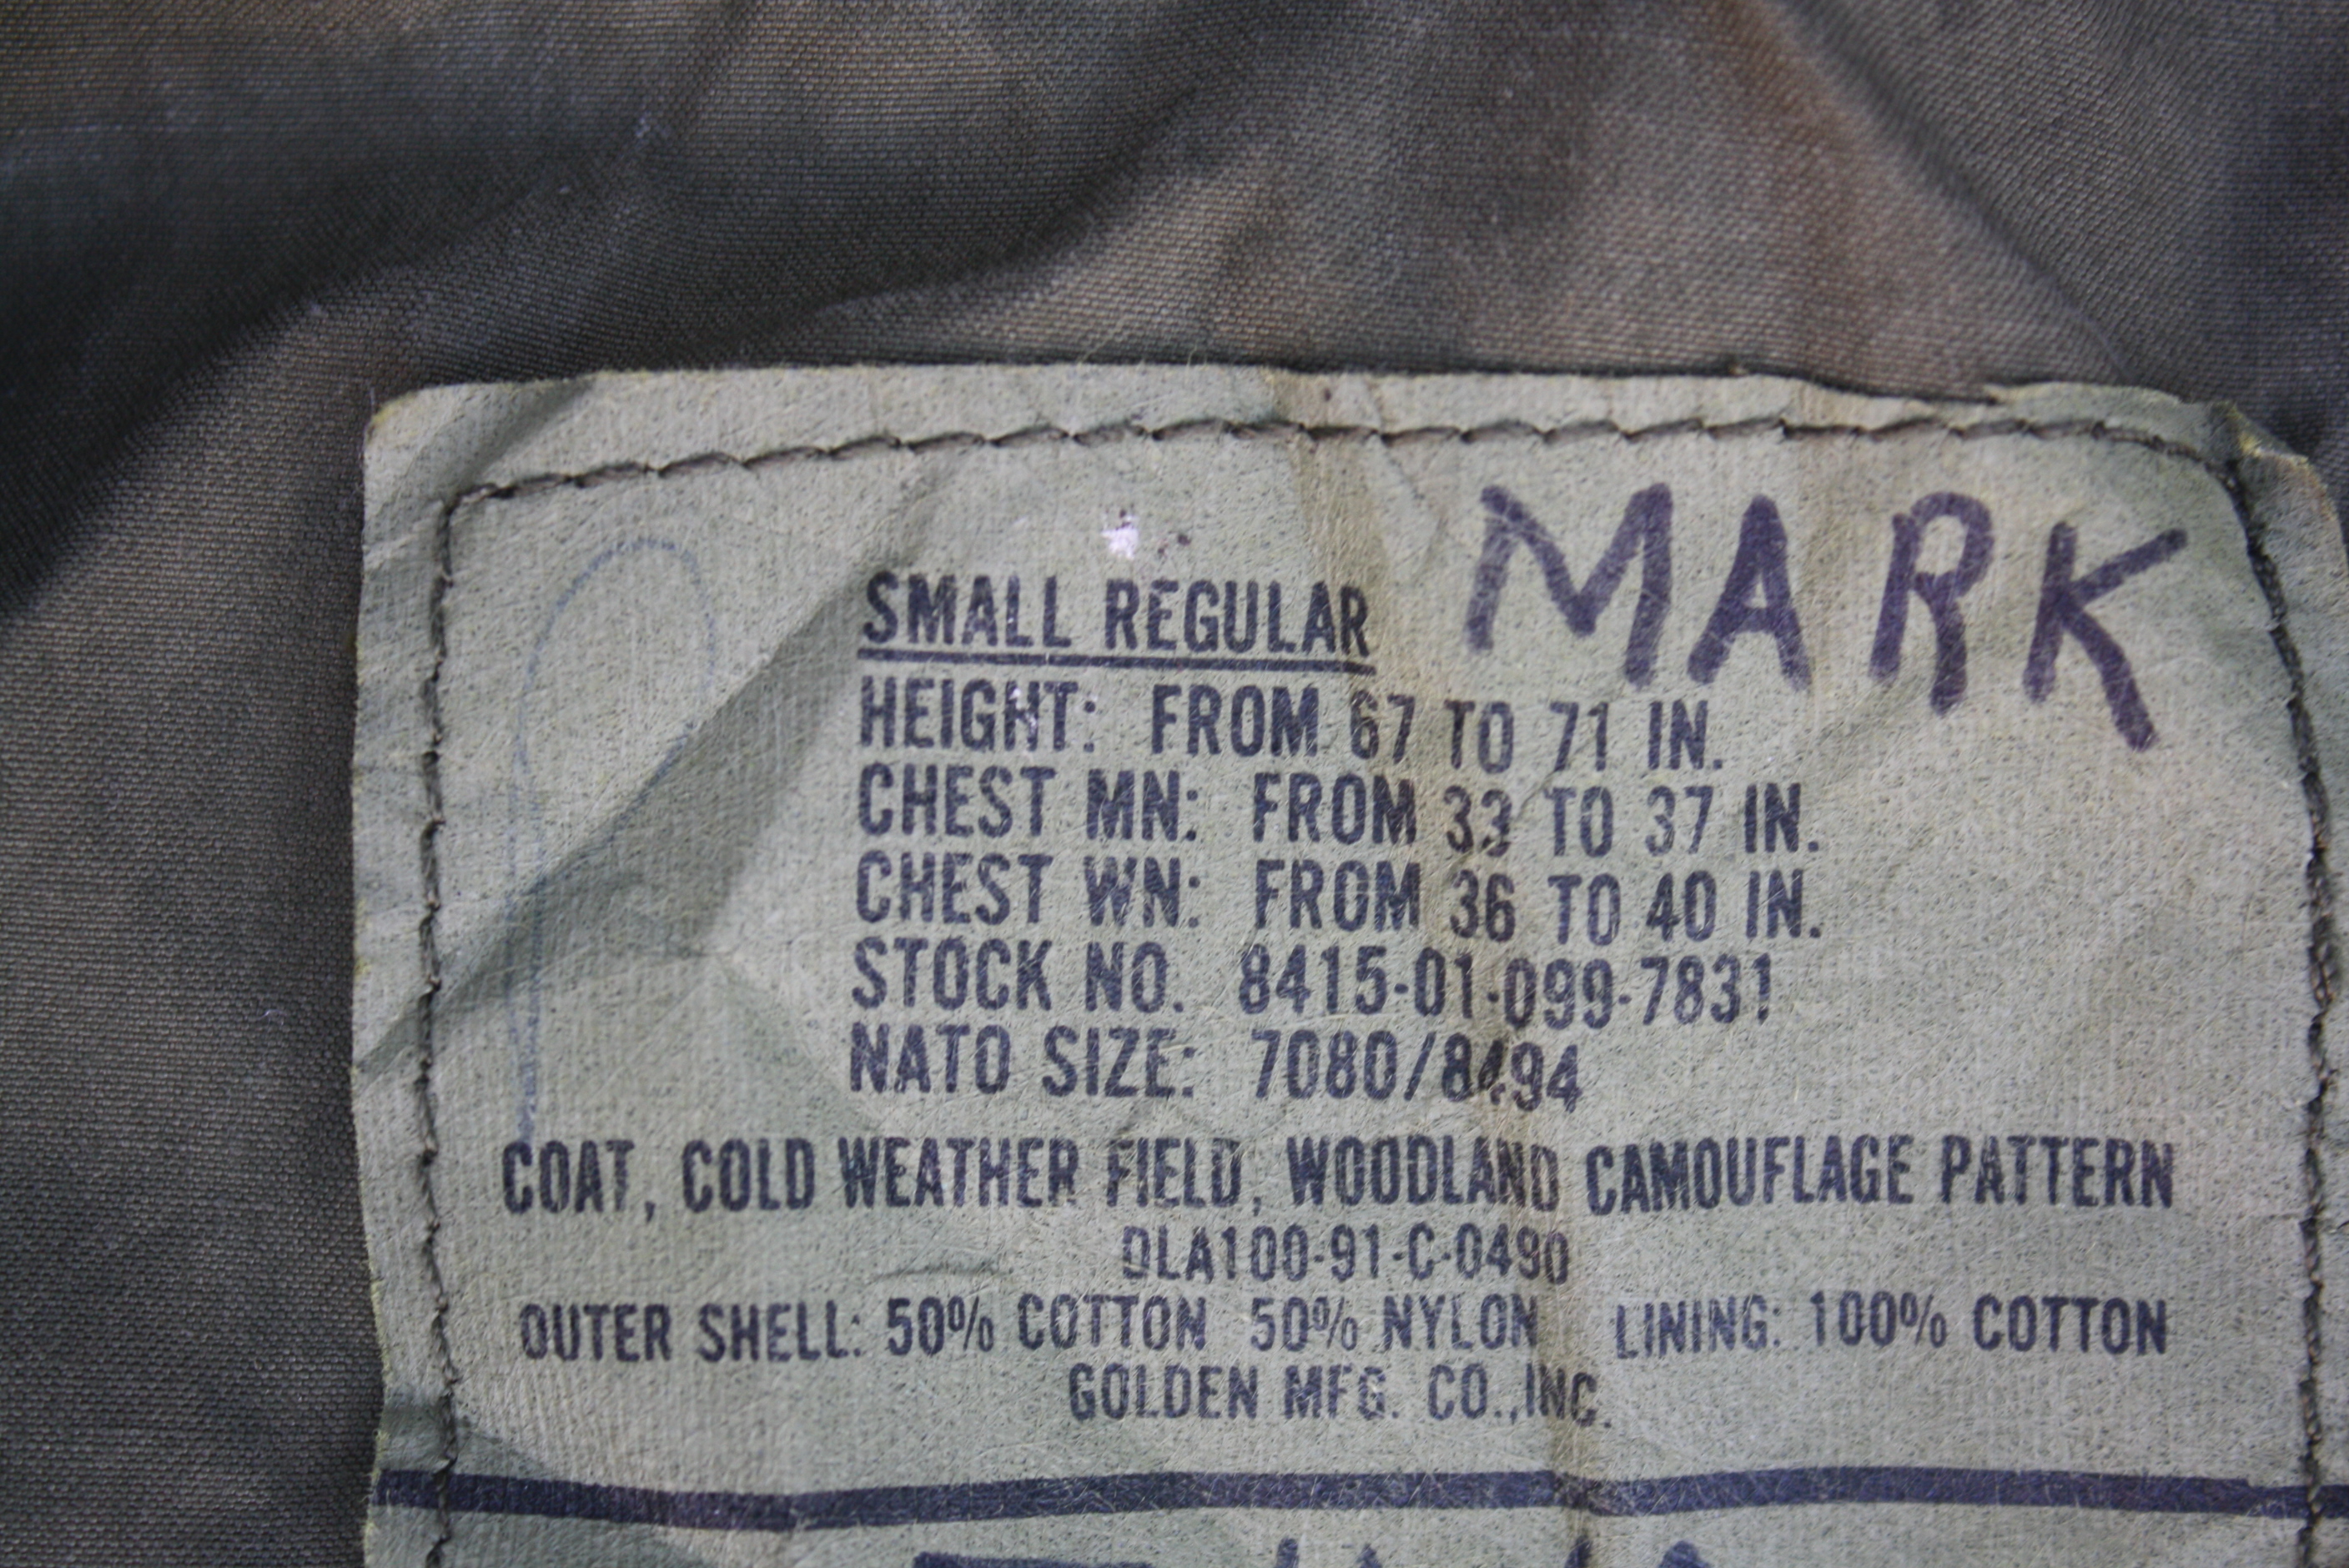 MARK
SMALL REGULAR
HEIGHT: FROM 67 TO 71 IN.
CHEST MN: FROM 33 TO 37 IN.
CHEST WN: FROM 36 TO 40 IN.
STOCK NO. 8415-01-099-7831
NATO SIZE: 7080/8494
COAT, COLD WEATHER FIELD, WOODLAND CAMOUFLAGE PATTERN
DLA100-91-C-0490
OUTER SHELL: 50% COTTON 50% NYLON LINING: 100% COTTON
GOLDEN MFG. CO.,INC.